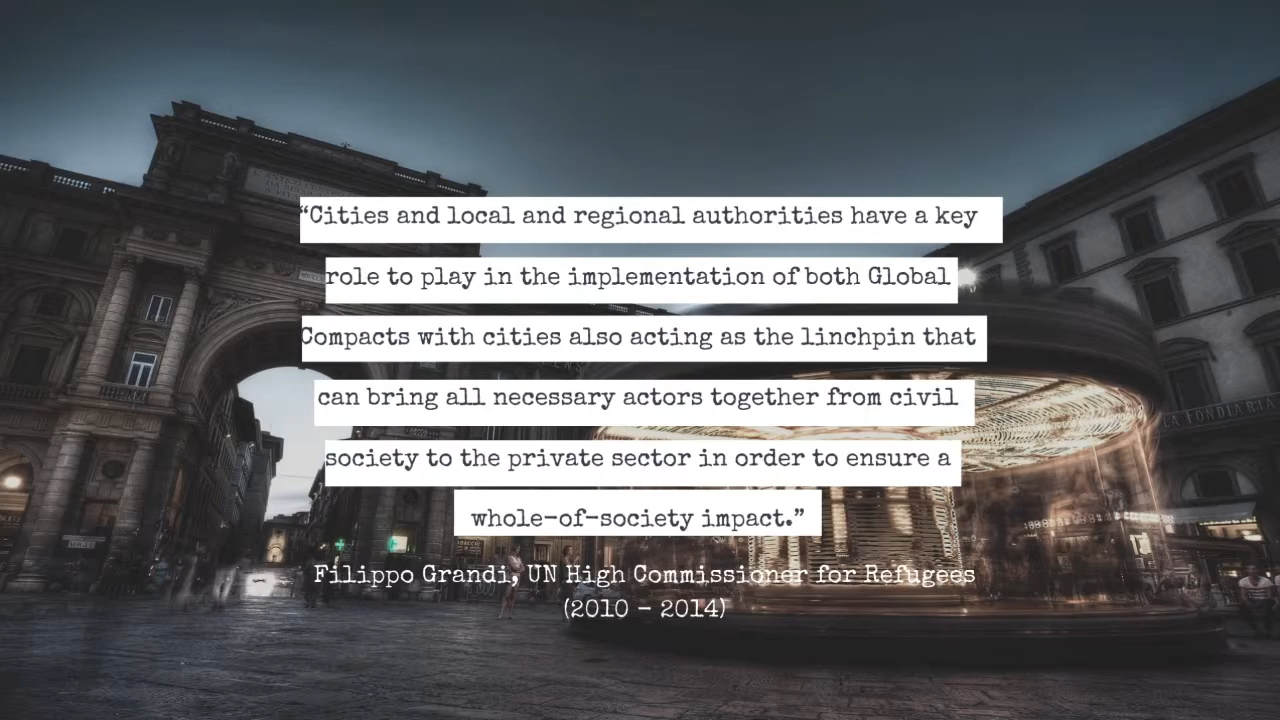 “Cities and local and regional authorities have a key
role to play in the implementation of both Global
Compacts with cities also acting as the linchpin that
can bring all necessary actors together from civil
society to the private sector in order to ensure a
whole-of-society impact.”
Filippo Grandi, UN High Commissioner for Refugees
(2010 - 2014)
LA FONDIARIA